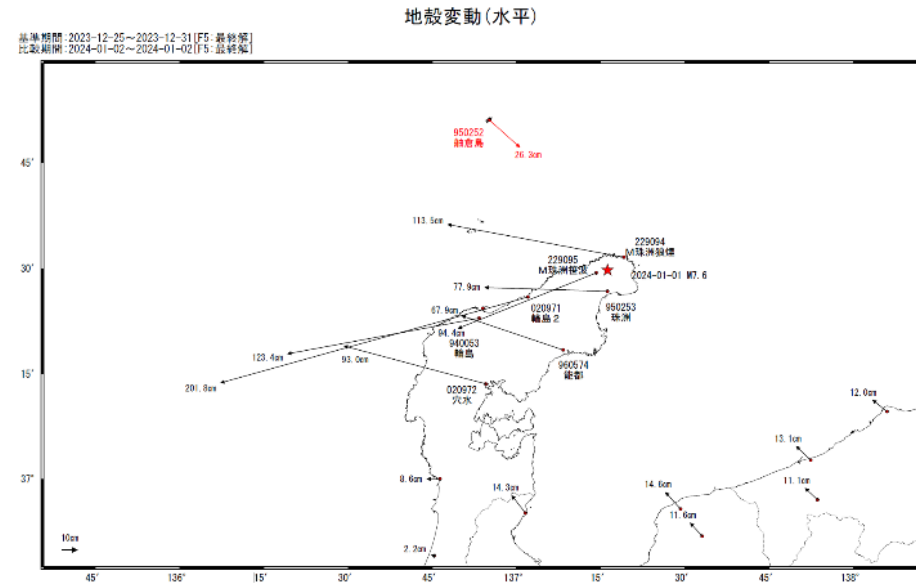 地殻変動(水平)
基準期間:2023-12-25～2023-12-31[F5:最終解]
比較期間:2024-01-02～2024-01-02[F5:最終解]
950252
舳倉島
26.3cm
45'
113.5cm
229094
M珠洲狼煙
229095
M珠洲笹波
2024-01-01 M7.6
30'
77.9cm
67.9cm
020971
輪島2
950253
珠洲
94.4cm
940053
輪島
123.4cm
93.0cm
960574
能都
15'
201.8cm
020972
穴水
12.0cm
13.1cm
37°
8.6cm
14.3cm
14.6cm
11.1cm
11.6cm
10cm
2.2cm
45'
136°
15'
30'
45'
137°
15'
30'
45'
138°